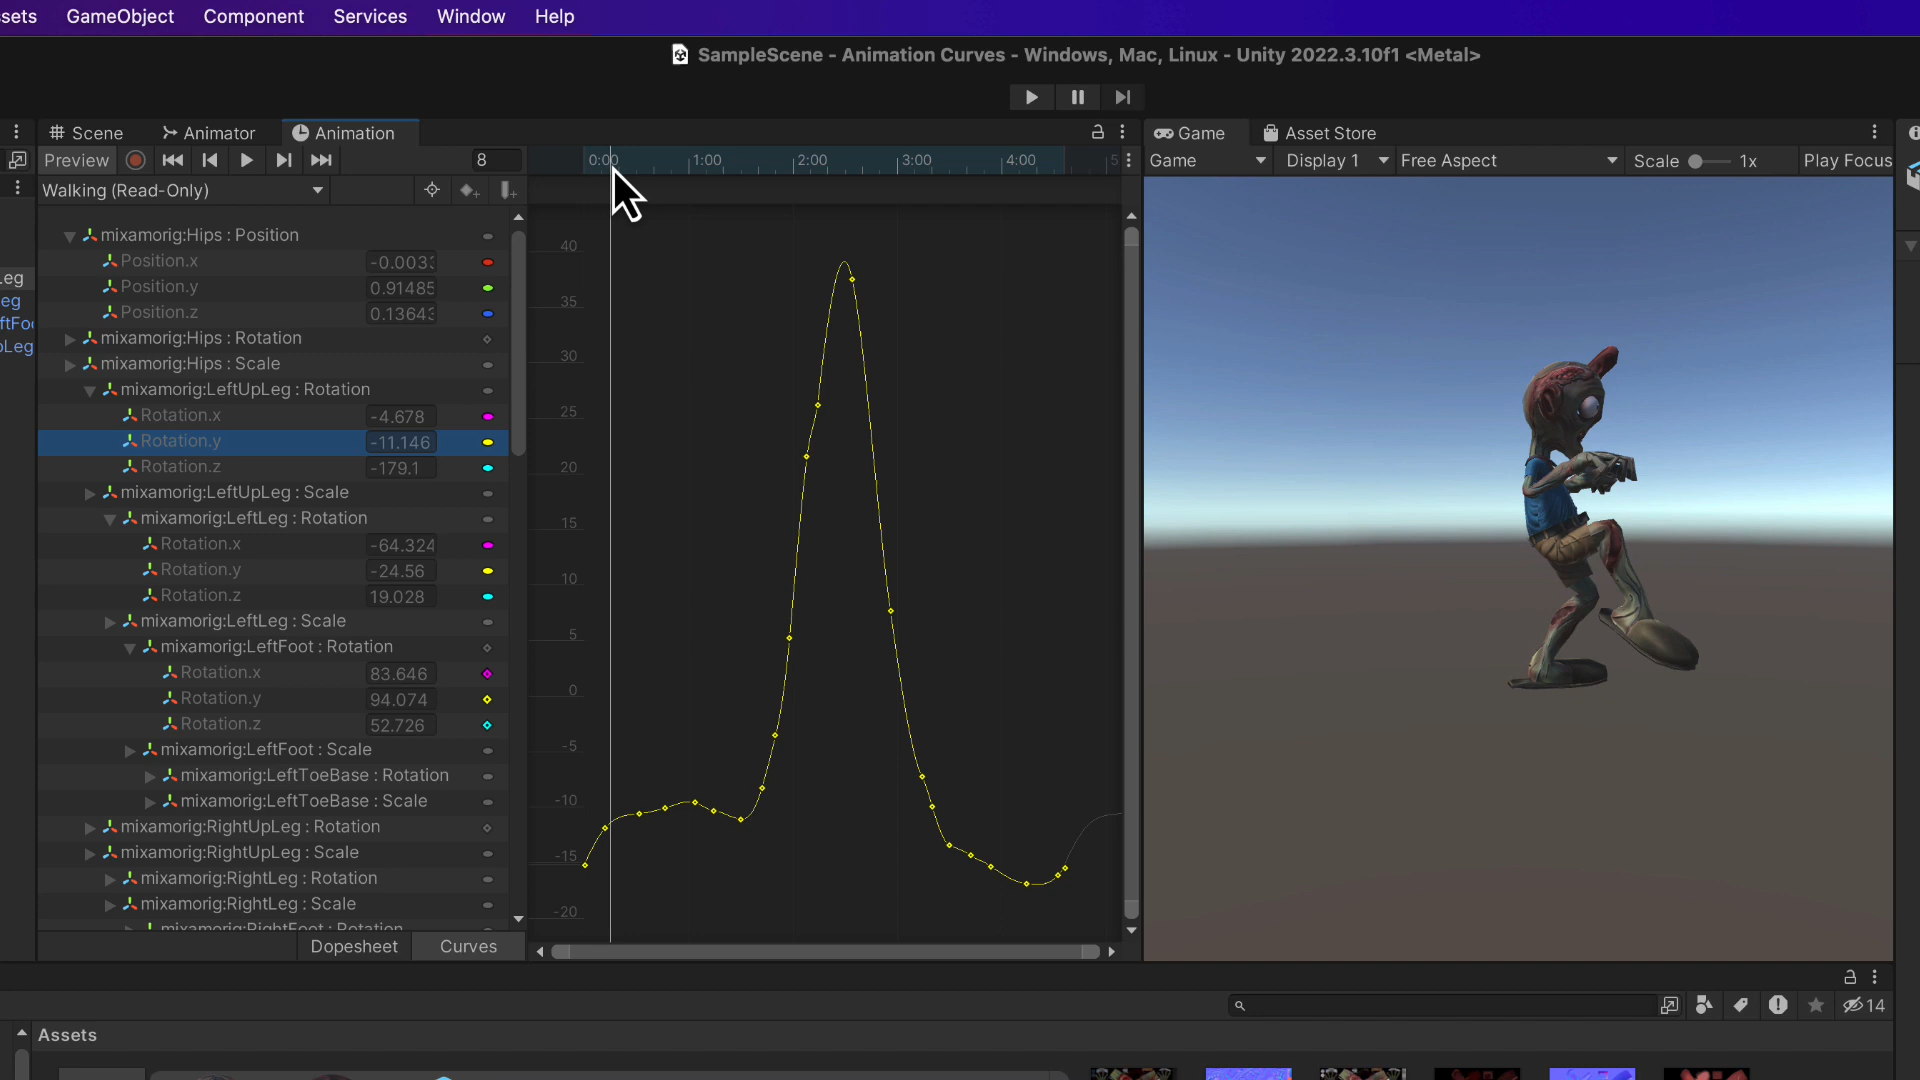 sets GameObject Component Services Window Help
SampleScene - Animation Curves - Windows, Mac, Linux - Unity 2022.3.10f1 <Metal>
Scene Animator Animation Game Asset Store
Preview 8 0:00 1:00 2:00 3:00 4:00 5 Game Display 1 Free Aspect Scale 1x Play Focus
Walking (Read-Only)
mixamorig:Hips : Position
Position.x -0.0033
Position.y 0.91485
Position.z 0.13643
mixamorig:Hips : Rotation
mixamorig:Hips : Scale
mixamorig:LeftUpLeg : Rotation
Rotation.x -4.678
Rotation.y -11.146
Rotation.z -179.1
mixamorig:LeftUpLeg : Scale
mixamorig:LeftLeg : Rotation
Rotation.x -64.324
Rotation.y -24.56
Rotation.z 19.028
mixamorig:LeftLeg : Scale
mixamorig:LeftFoot : Rotation
Rotation.x 83.646
Rotation.y 94.074
Rotation.z 52.726
mixamorig:LeftFoot : Scale
mixamorig:LeftToeBase : Rotation
mixamorig:LeftToeBase : Scale
mixamorig:RightUpLeg : Rotation
mixamorig:RightUpLeg : Scale
mixamorig:RightLeg : Rotation
mixamorig:RightLeg : Scale
mixamorig:RightFoot : Rotation
Dopesheet Curves
40
35
30
25
20
15
10
5
0
-5
-10
-15
-20
14
Assets